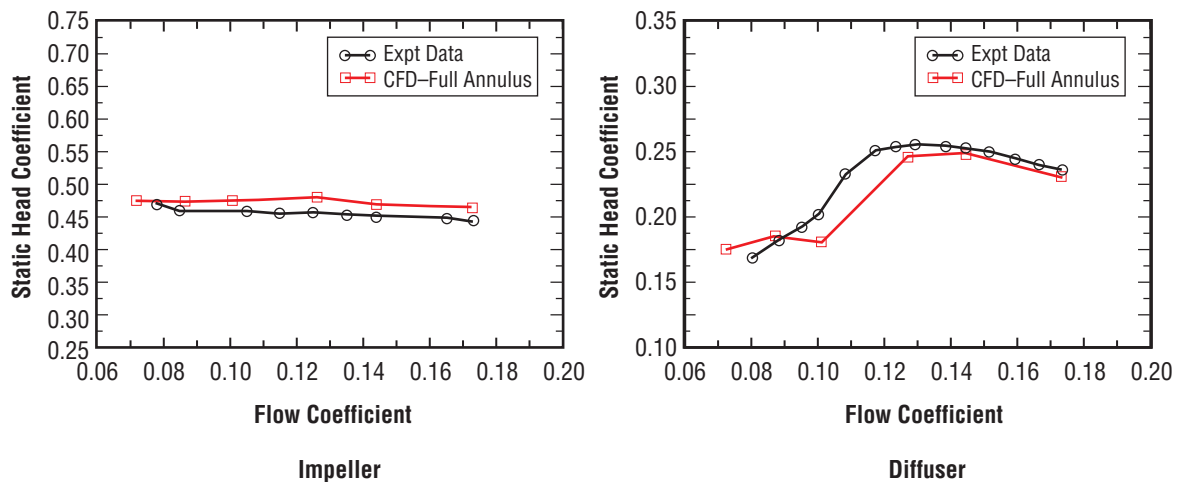 Static Head Coefficient
0.75
0.70
0.65
0.60
0.55
0.50
0.45
0.40
0.35
0.30
0.25
Expt Data
CFD–Full Annulus
0.06 0.08 0.10 0.12 0.14 0.16 0.18 0.20
Flow Coefficient
Impeller
Static Head Coefficient
0.35
0.30
0.25
0.20
0.15
0.10
Expt Data
CFD–Full Annulus
0.06 0.08 0.10 0.12 0.14 0.16 0.18 0.20
Flow Coefficient
Diffuser